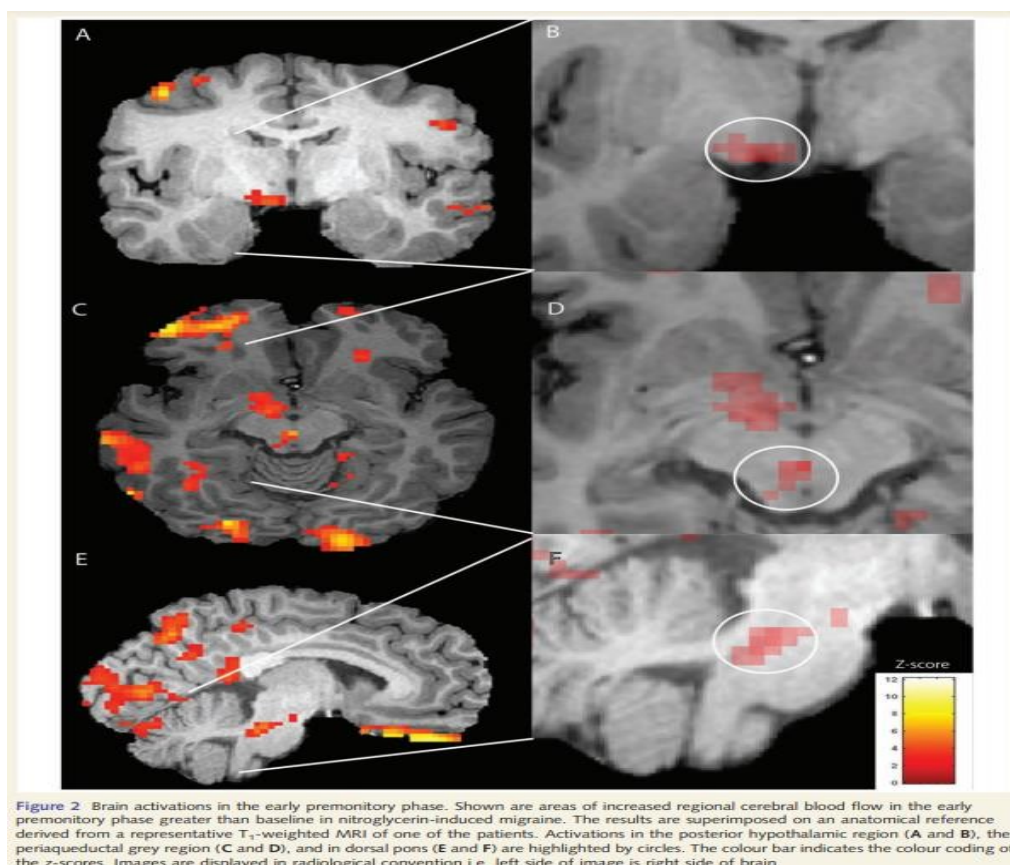 A
B
C
D
E
F
Z-score
12
10
8
6
4
2
0
Figure 2 Brain activations in the early premonitory phase. Shown are areas of increased regional cerebral blood flow in the early
premonitory phase greater than baseline in nitroglycerin-induced migraine. The results are superimposed on an anatomical reference
derived from a representative T₁-weighted MRI of one of the patients. Activations in the posterior hypothalamic region (A and B), the
periaqueductal grey region (C and D), and in dorsal pons (E and F) are highlighted by circles. The colour bar indicates the colour coding of
the z-scores. Images are displayed in radiological convention i.e. left side of image is right side of brain.